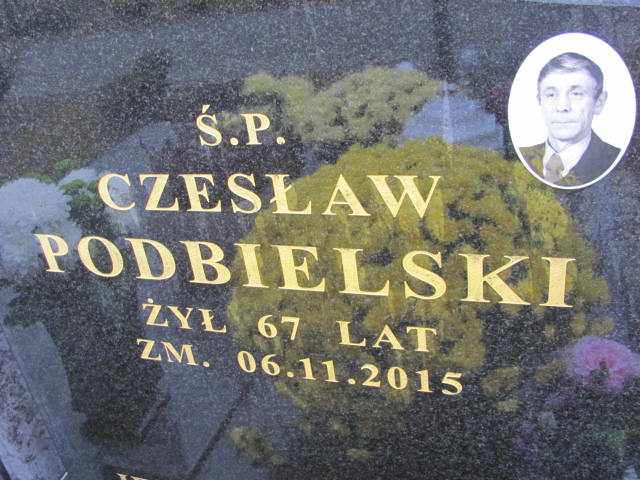 Ś.P.
CZESŁAW
PODBIELSKI
ŻYŁ 67 LAT
ZM. 06.11.2015